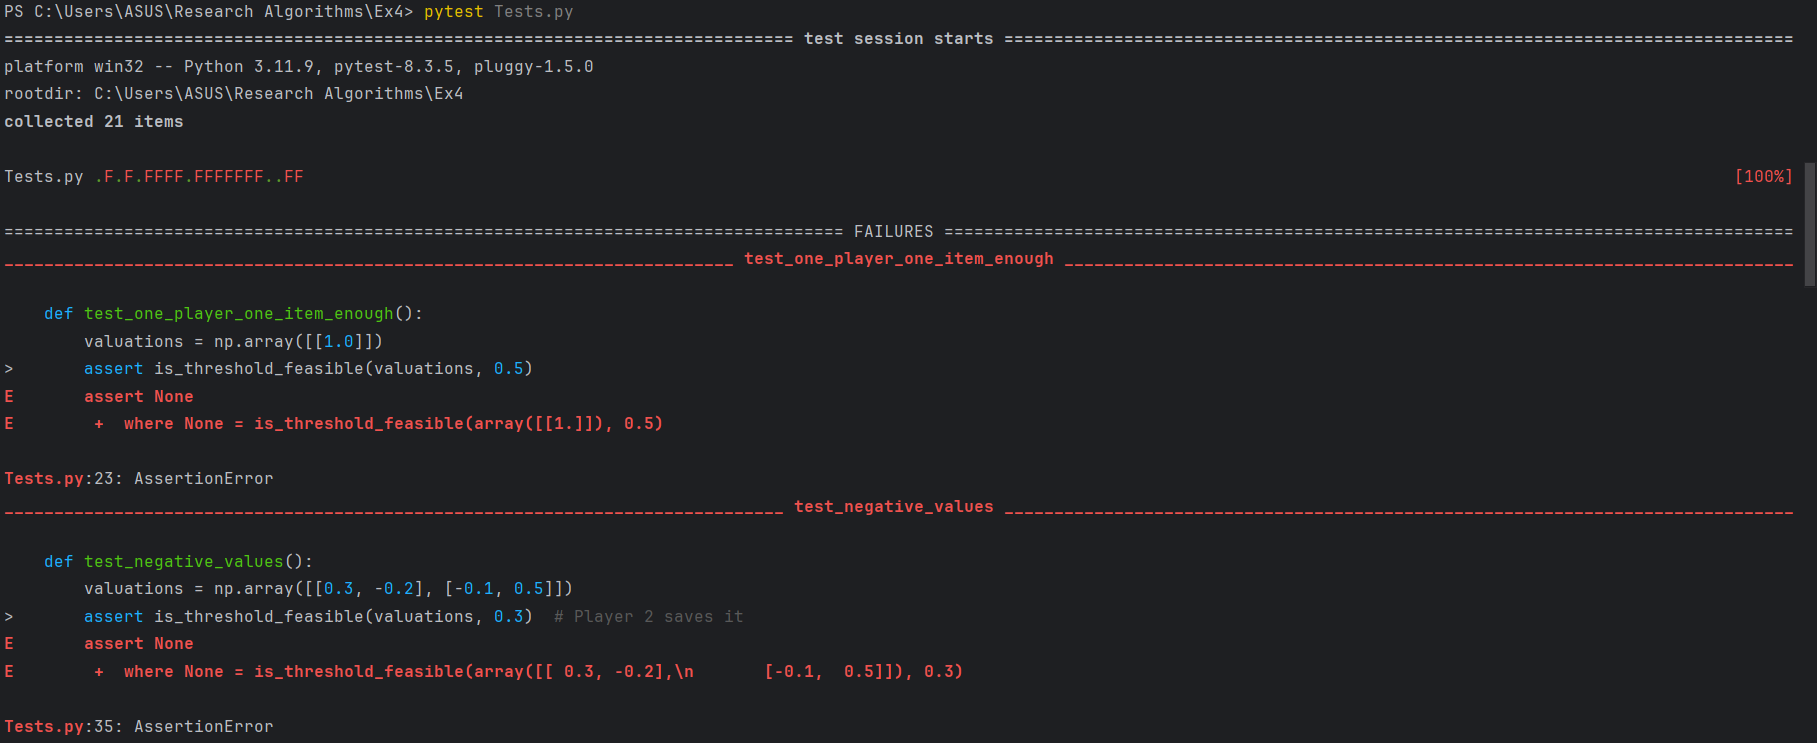 PS C:\Users\ASUS\Research Algorithms\Ex4> pytest Tests.py
=============================================================================== test session starts ===============================================================================
platform win32 -- Python 3.11.9, pytest-8.3.5, pluggy-1.5.0
rootdir: C:\Users\ASUS\Research Algorithms\Ex4
collected 21 items
Tests.py .F.F.FFFF.FFFFFFF..FF [100%]
==================================================================================== FAILURES =====================================================================================
_________________________________________________________________________ test_one_player_one_item_enough _________________________________________________________________________
    def test_one_player_one_item_enough():
        valuations = np.array([[1.0]])
>       assert is_threshold_feasible(valuations, 0.5)
E       assert None
E        +  where None = is_threshold_feasible(array([[1.]]), 0.5)
Tests.py:23: AssertionError
______________________________________________________________________________ test_negative_values _______________________________________________________________________________
    def test_negative_values():
        valuations = np.array([[0.3, -0.2], [-0.1, 0.5]])
>       assert is_threshold_feasible(valuations, 0.3)  # Player 2 saves it
E       assert None
E        +  where None = is_threshold_feasible(array([[ 0.3, -0.2],\n       [-0.1,  0.5]]), 0.3)
Tests.py:35: AssertionError